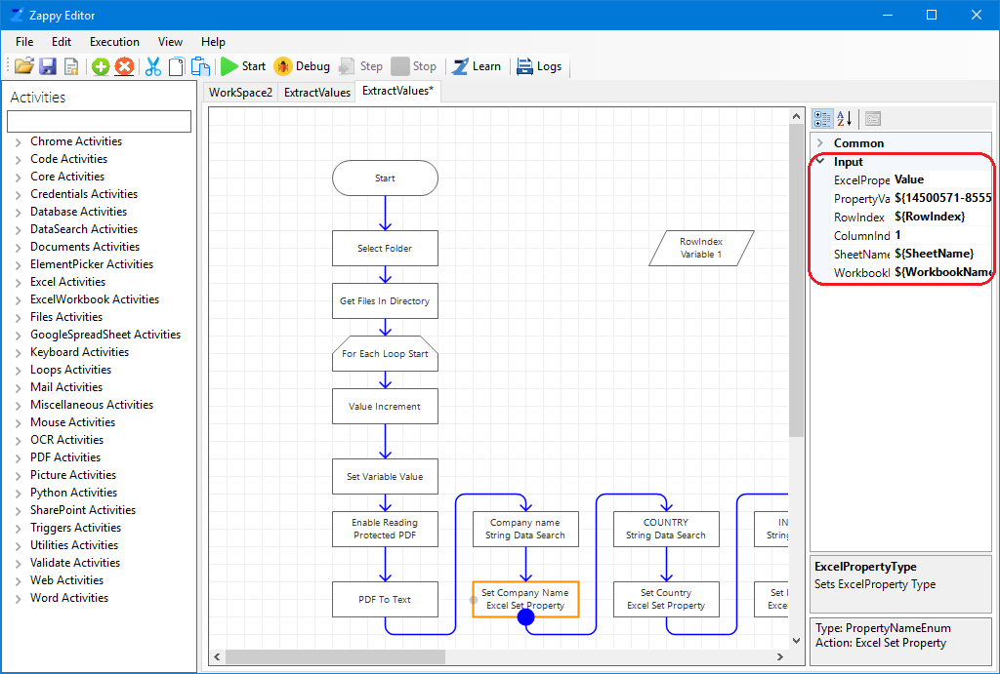 Zappy Editor
File Edit Execution View Help
Start Debug Step Stop Learn Logs
Activities
Chrome Activities
Code Activities
Core Activities
Credentials Activities
Database Activities
DataSearch Activities
Documents Activities
ElementPicker Activities
Excel Activities
ExcelWorkbook Activities
Files Activities
GoogleSpreadSheet Activities
Keyboard Activities
Loops Activities
Mail Activities
Miscellaneous Activities
Mouse Activities
OCR Activities
PDF Activities
Picture Activities
Python Activities
SharePoint Activities
Triggers Activities
Utilities Activities
Validate Activities
Web Activities
Word Activities
WorkSpace2 ExtractValues ExtractValues*
Start
Select Folder
Get Files In Directory
For Each Loop Start
Value Increment
Set Variable Value
Enable Reading
Protected PDF
PDF To Text
RowIndex
Variable 1
Company name
String Data Search
Set Company Name
Excel Set Property
COUNTRY
String Data Search
Set Country
Excel Set Property
IN
String
Set I
Excel
Common
Input
ExcelPrope Value
PropertyVa ${14500571-8555
RowIndex ${RowIndex}
ColumnInd 1
SheetName ${SheetName}
WorkbookI ${WorkbookName
ExcelPropertyType
Sets ExcelProperty Type
Type: PropertyNameEnum
Action: Excel Set Property